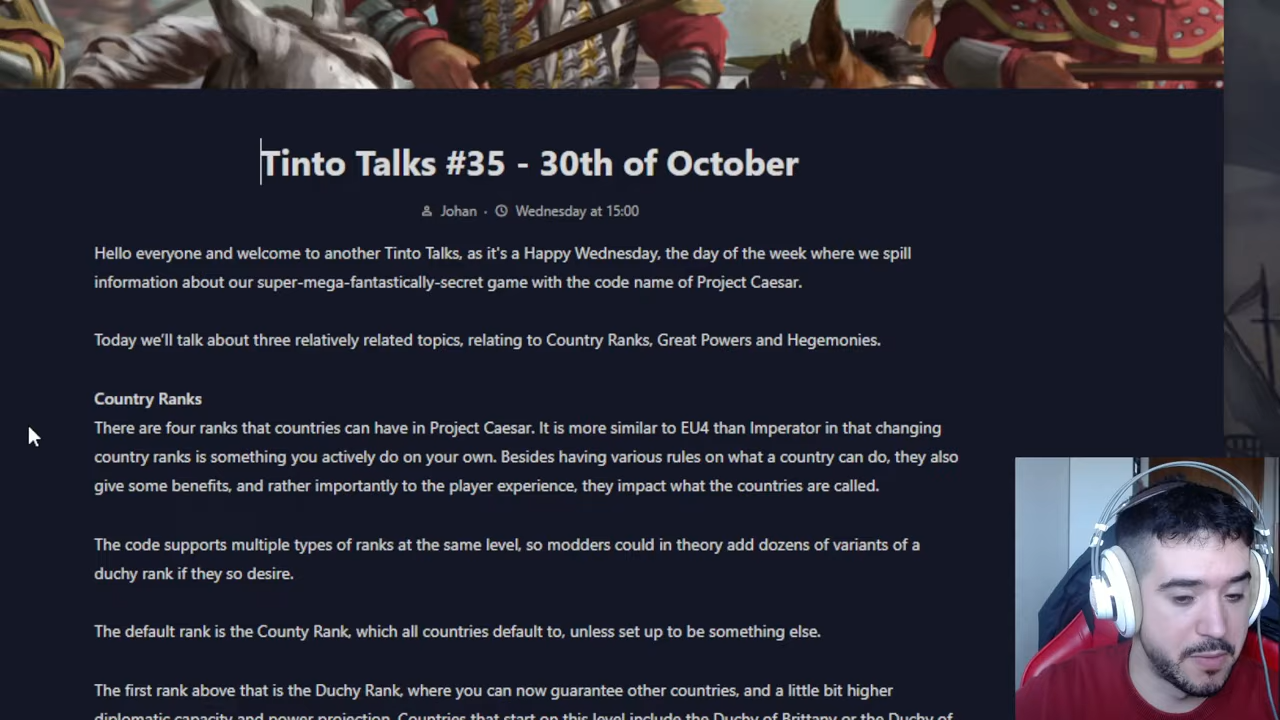 Tinto Talks #35 - 30th of October
Johan · Wednesday at 15:00
Hello everyone and welcome to another Tinto Talks, as it's a Happy Wednesday, the day of the week where we spill
information about our super-mega-fantastically-secret game with the code name of Project Caesar.
Today we'll talk about three relatively related topics, relating to Country Ranks, Great Powers and Hegemonies.
Country Ranks
There are four ranks that countries can have in Project Caesar. It is more similar to EU4 than Imperator in that changing
country ranks is something you actively do on your own. Besides having various rules on what a country can do, they also
give some benefits, and rather importantly to the player experience, they impact what the countries are called.
The code supports multiple types of ranks at the same level, so modders could in theory add dozens of variants of a
duchy rank if they so desire.
The default rank is the County Rank, which all countries default to, unless set up to be something else.
The first rank above that is the Duchy Rank, where you can now guarantee other countries, and a little bit higher
diplomatic capacity and power projection. Countries that start on this level include the Duchy of Brittany or the Duchy of